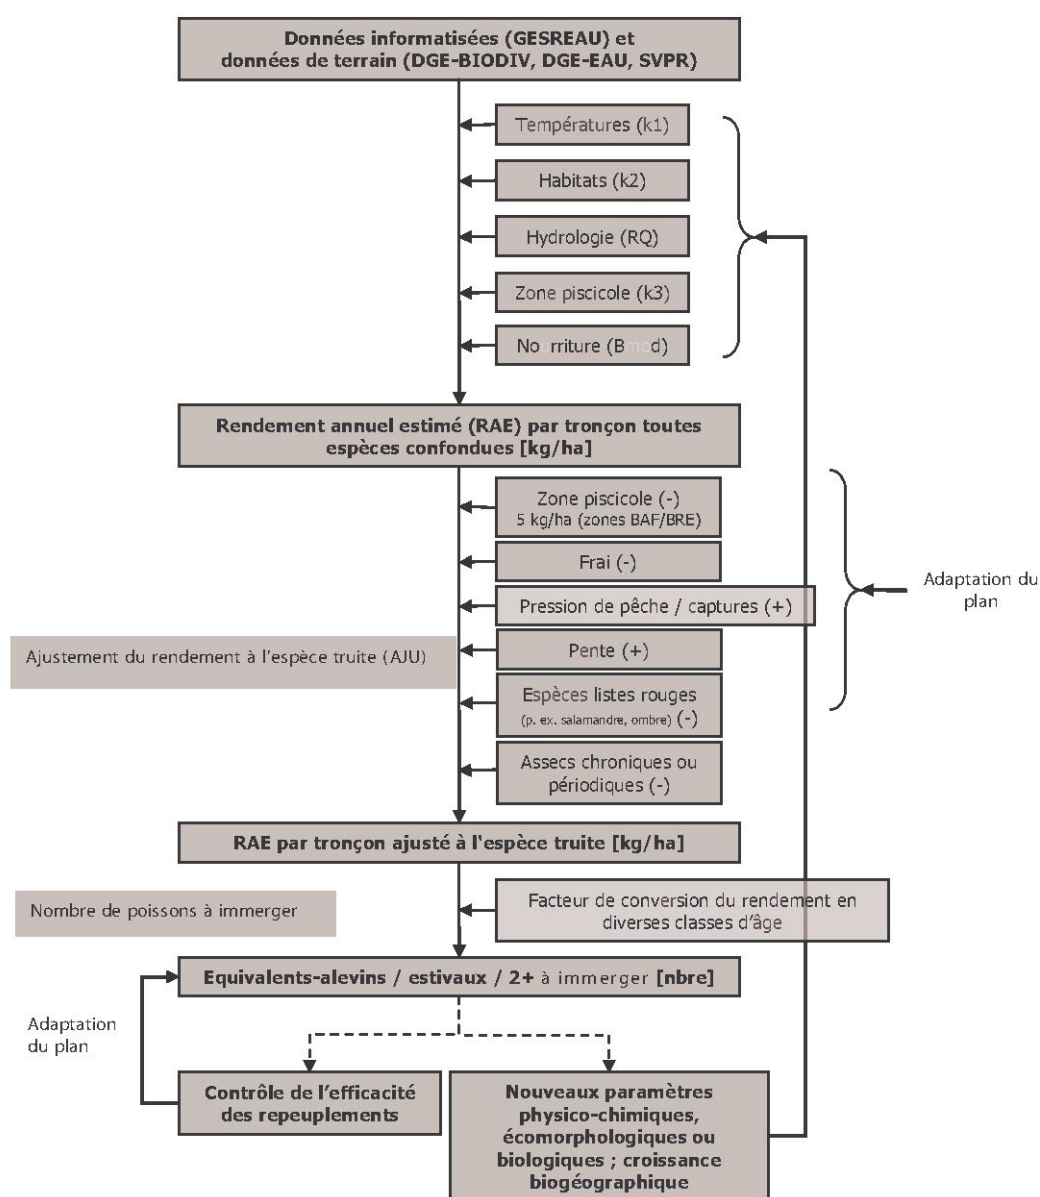 Données informatisées (GESREAU) et
données de terrain (DGE-BIODIV, DGE-EAU, SVPR)
Températures (k1)
Habitats (k2)
Hydrologie (RQ)
Zone piscicole (k3)
Nourriture (Bmod)
Rendement annuel estimé (RAE) par tronçon toutes
espèces confondues [kg/ha]
Zone piscicole (-)
5 kg/ha (zones BAF/BRE)
Frai (-)
Pression de pêche / captures (+)
Adaptation du
plan
Ajustement du rendement à l'espèce truite (AJU)
Pente (+)
Espèces listes rouges
(p. ex. salamandre, ombre) (-)
Assecs chroniques ou
périodiques (-)
RAE par tronçon ajusté à l'espèce truite [kg/ha]
Nombre de poissons à immerger
Facteur de conversion du rendement en
diverses classes d'âge
Equivalents-alevins / estivaux / 2+ à immerger [nbre]
Adaptation
du plan
Contrôle de l'efficacité
des repeuplements
Nouveaux paramètres
physico-chimiques,
écomorphologiques ou
biologiques ; croissance
biogéographique